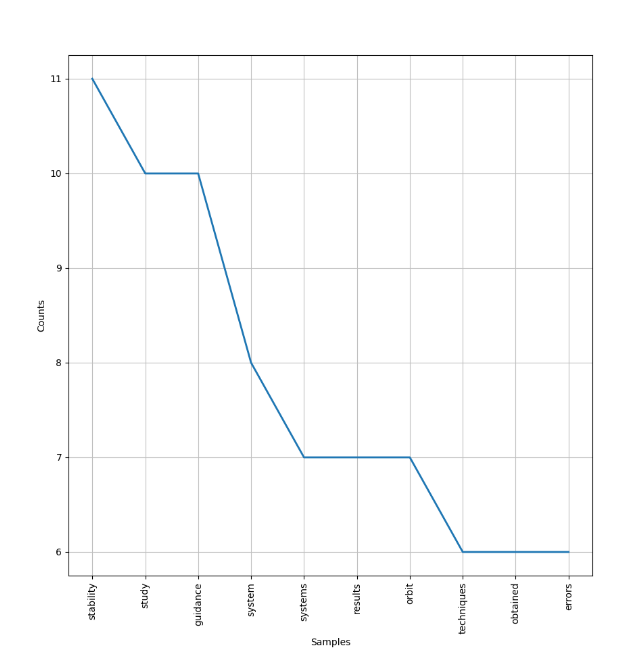 11
10
9
8
7
6
Counts
stability
study
guidance
system
systems
results
orbit
techniques
obtained
errors
Samples